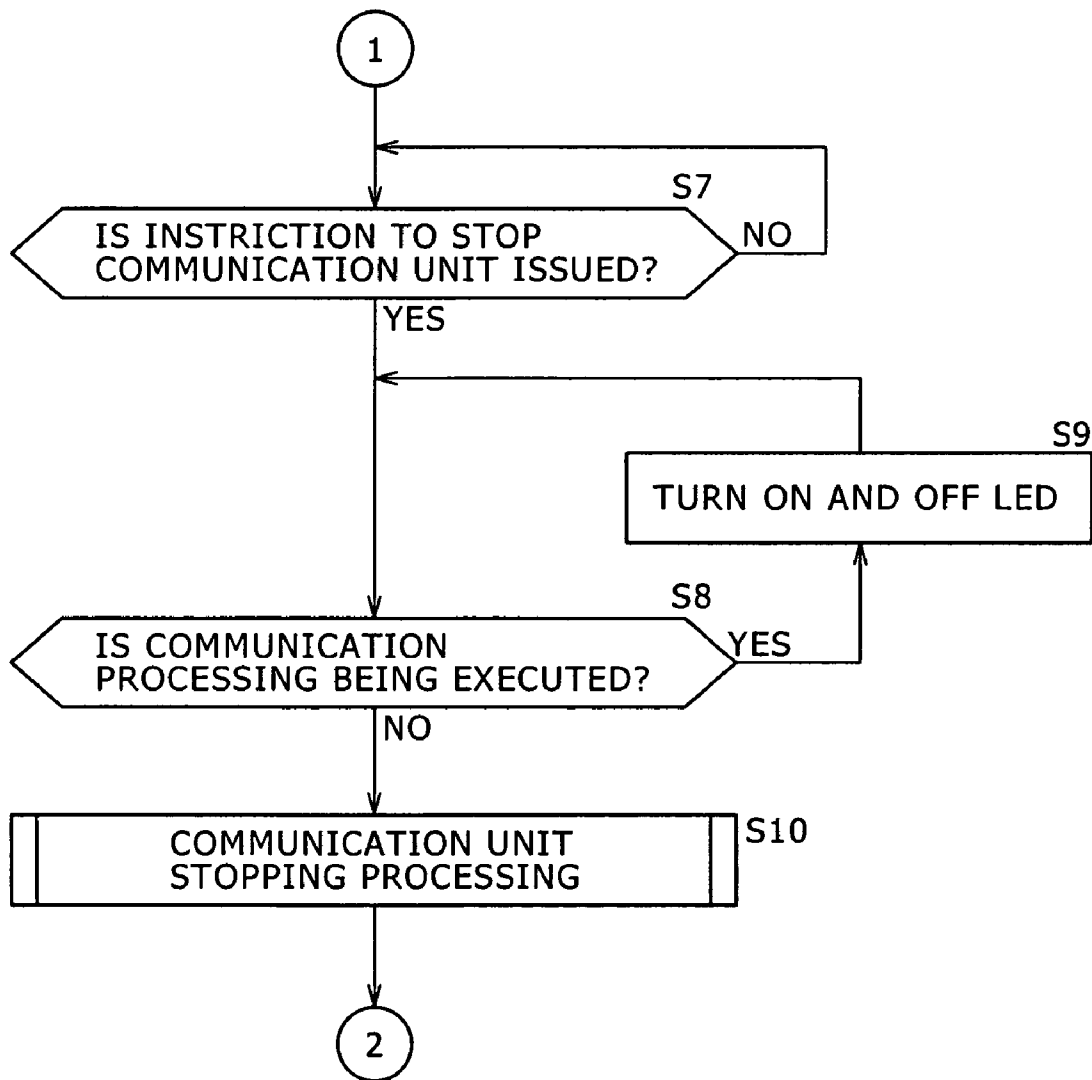 1
S7
IS INSTRICTION TO STOP
COMMUNICATION UNIT ISSUED?
NO
YES
S9
TURN ON AND OFF LED
S8
IS COMMUNICATION
PROCESSING BEING EXECUTED?
YES
NO
COMMUNICATION UNIT
STOPPING PROCESSING
S10
2